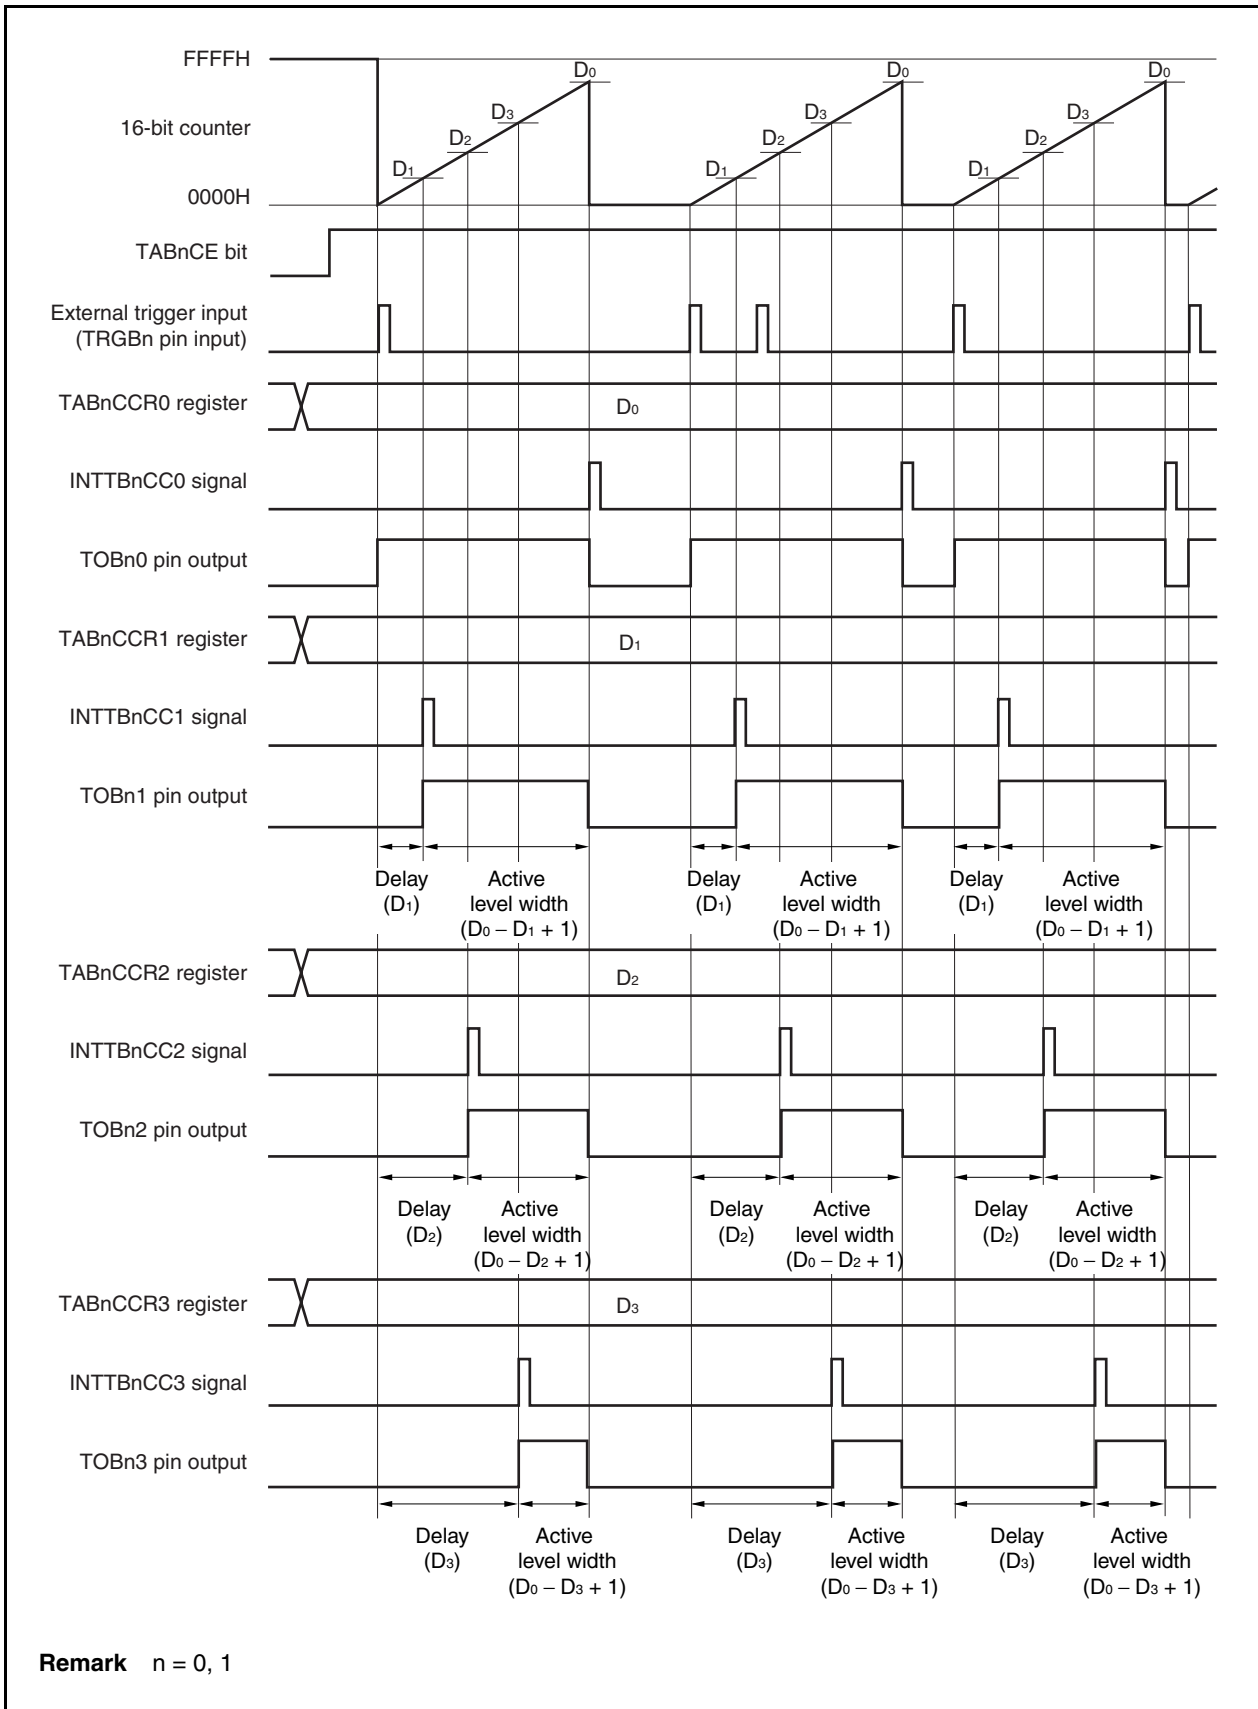 FFFFH
D0 D0 D0
D3 D3 D3
16-bit counter
D2 D2 D2
D1 D1 D1
0000H
TABnCE bit
External trigger input
(TRGBn pin input)
TABnCCR0 register D0
INTTBnCC0 signal
TOBn0 pin output
TABnCCR1 register D1
INTTBnCC1 signal
TOBn1 pin output
Delay Active Delay Active Delay Active
(D1) level width (D1) level width (D1) level width
(D0 – D1 + 1) (D0 – D1 + 1) (D0 – D1 + 1)
TABnCCR2 register D2
INTTBnCC2 signal
TOBn2 pin output
Delay Active Delay Active Delay Active
(D2) level width (D2) level width (D2) level width
(D0 – D2 + 1) (D0 – D2 + 1) (D0 – D2 + 1)
TABnCCR3 register D3
INTTBnCC3 signal
TOBn3 pin output
Delay Active Delay Active Delay Active
(D3) level width (D3) level width (D3) level width
(D0 – D3 + 1) (D0 – D3 + 1) (D0 – D3 + 1)
Remark n = 0, 1